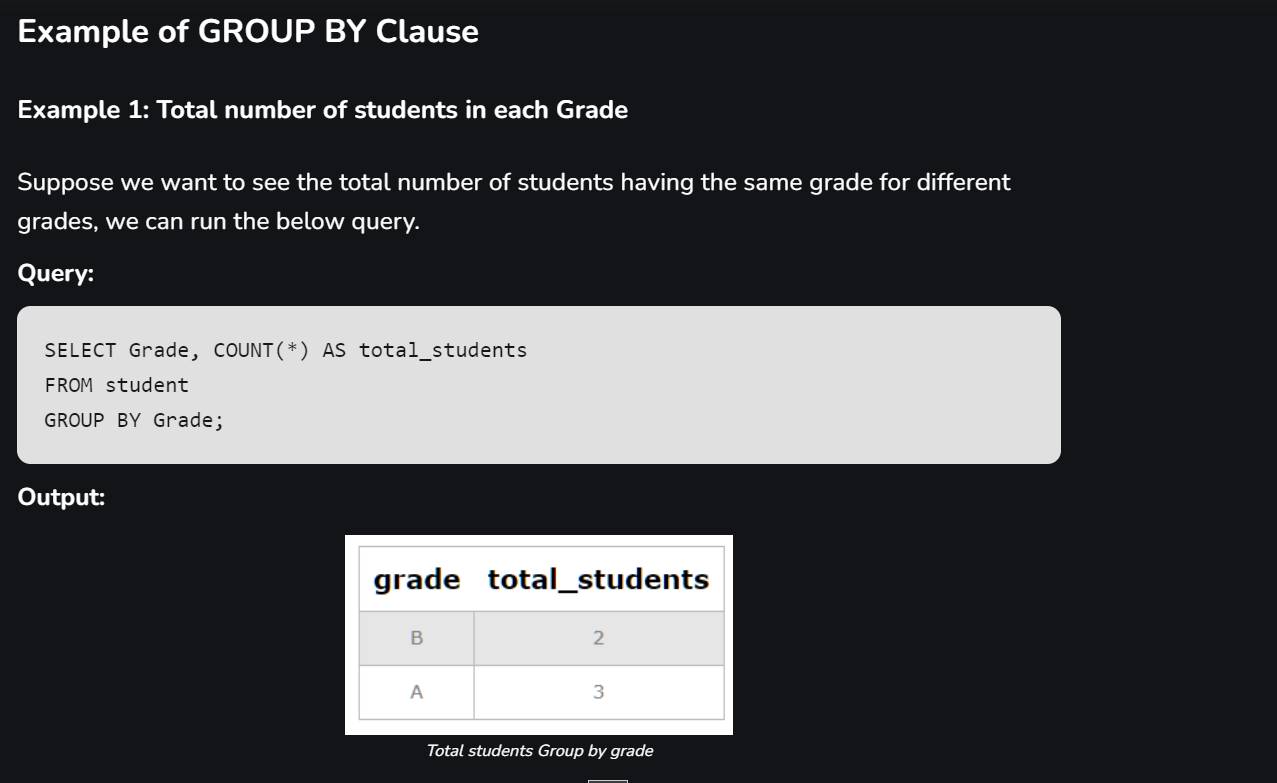 Example of GROUP BY Clause
Example 1: Total number of students in each Grade
Suppose we want to see the total number of students having the same grade for different
grades, we can run the below query.
Query:
SELECT Grade, COUNT(*) AS total_students
FROM student
GROUP BY Grade;
Output:
grade total_students
B 2
A 3
Total students Group by grade